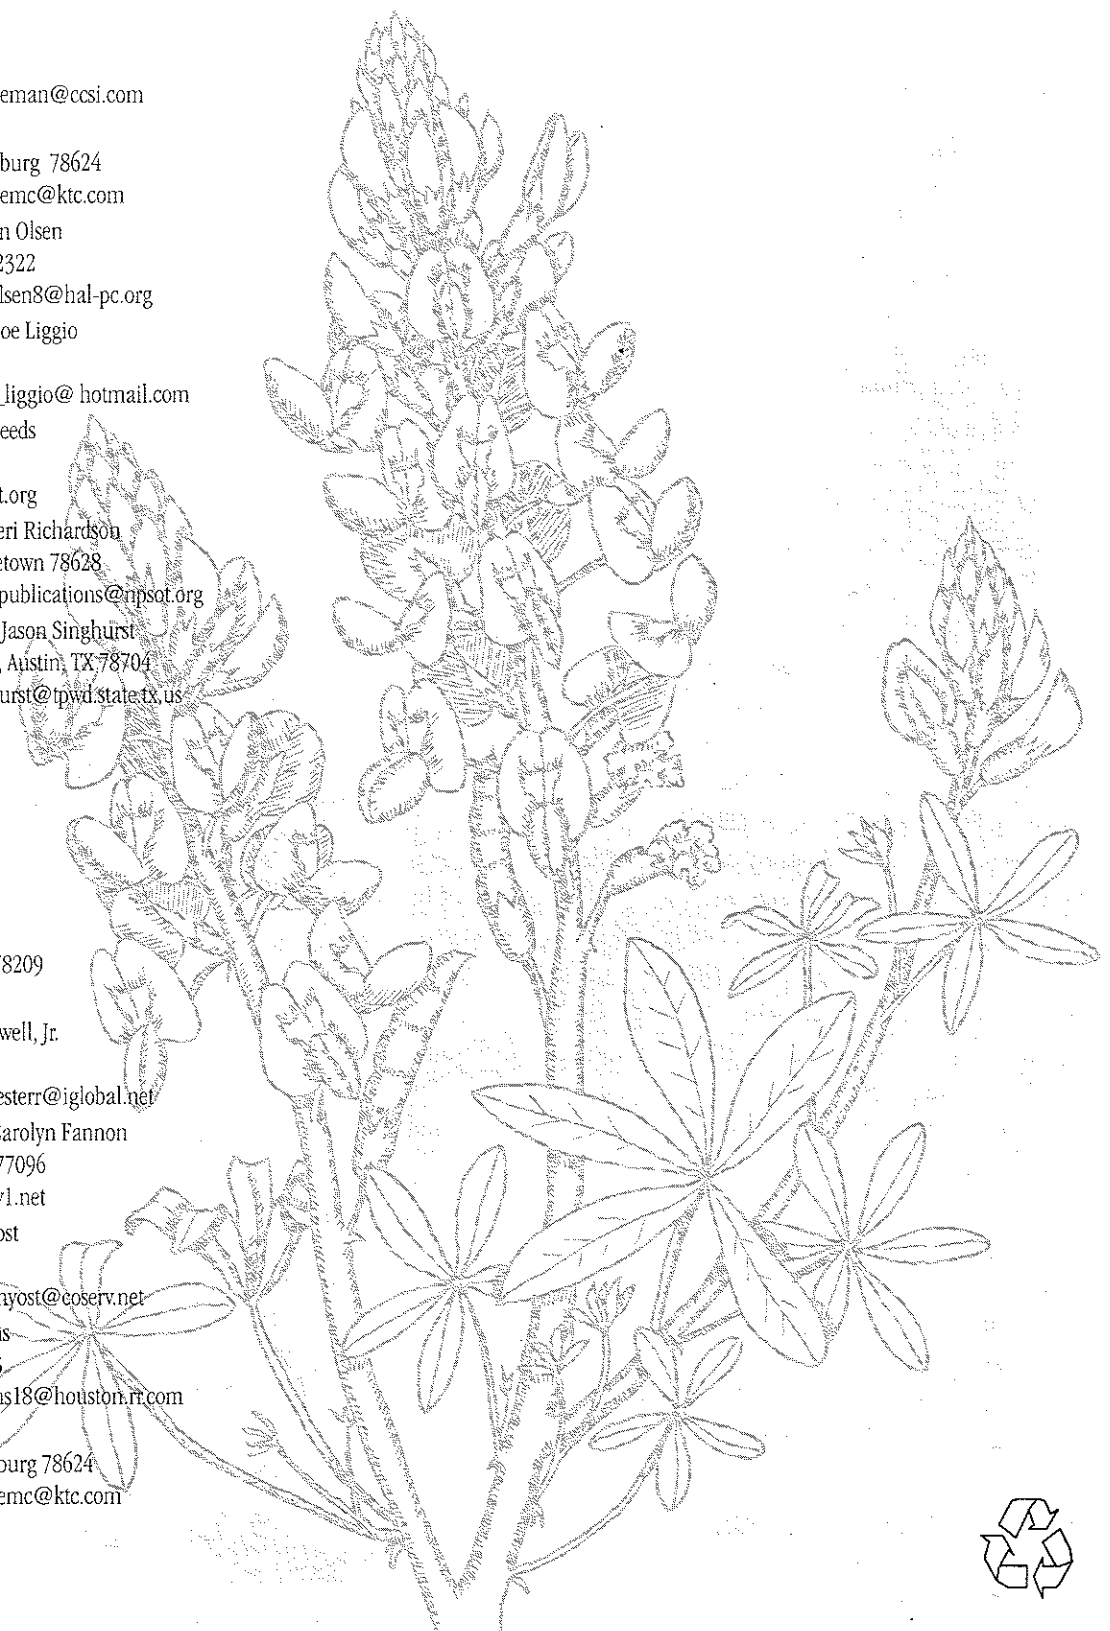 eman@ccsi.com
burg 78624
emc@ktc.com
n Olsen
2322
lsen8@hal-pc.org
oe Liggio
_liggio@ hotmail.com
eeds
t.org
eri Richardson
etown 78628
publications@npsot.org
Jason Singhurst
, Austin, TX 78704
urst@tpwd.state.tx.us
78209
well, Jr.
esterr@iglobal.net
Carolyn Fannon
77096
v1.net
ost
nyost@coserv.net
is
6
ns18@houston.rr.com
burg 78624
emc@ktc.com